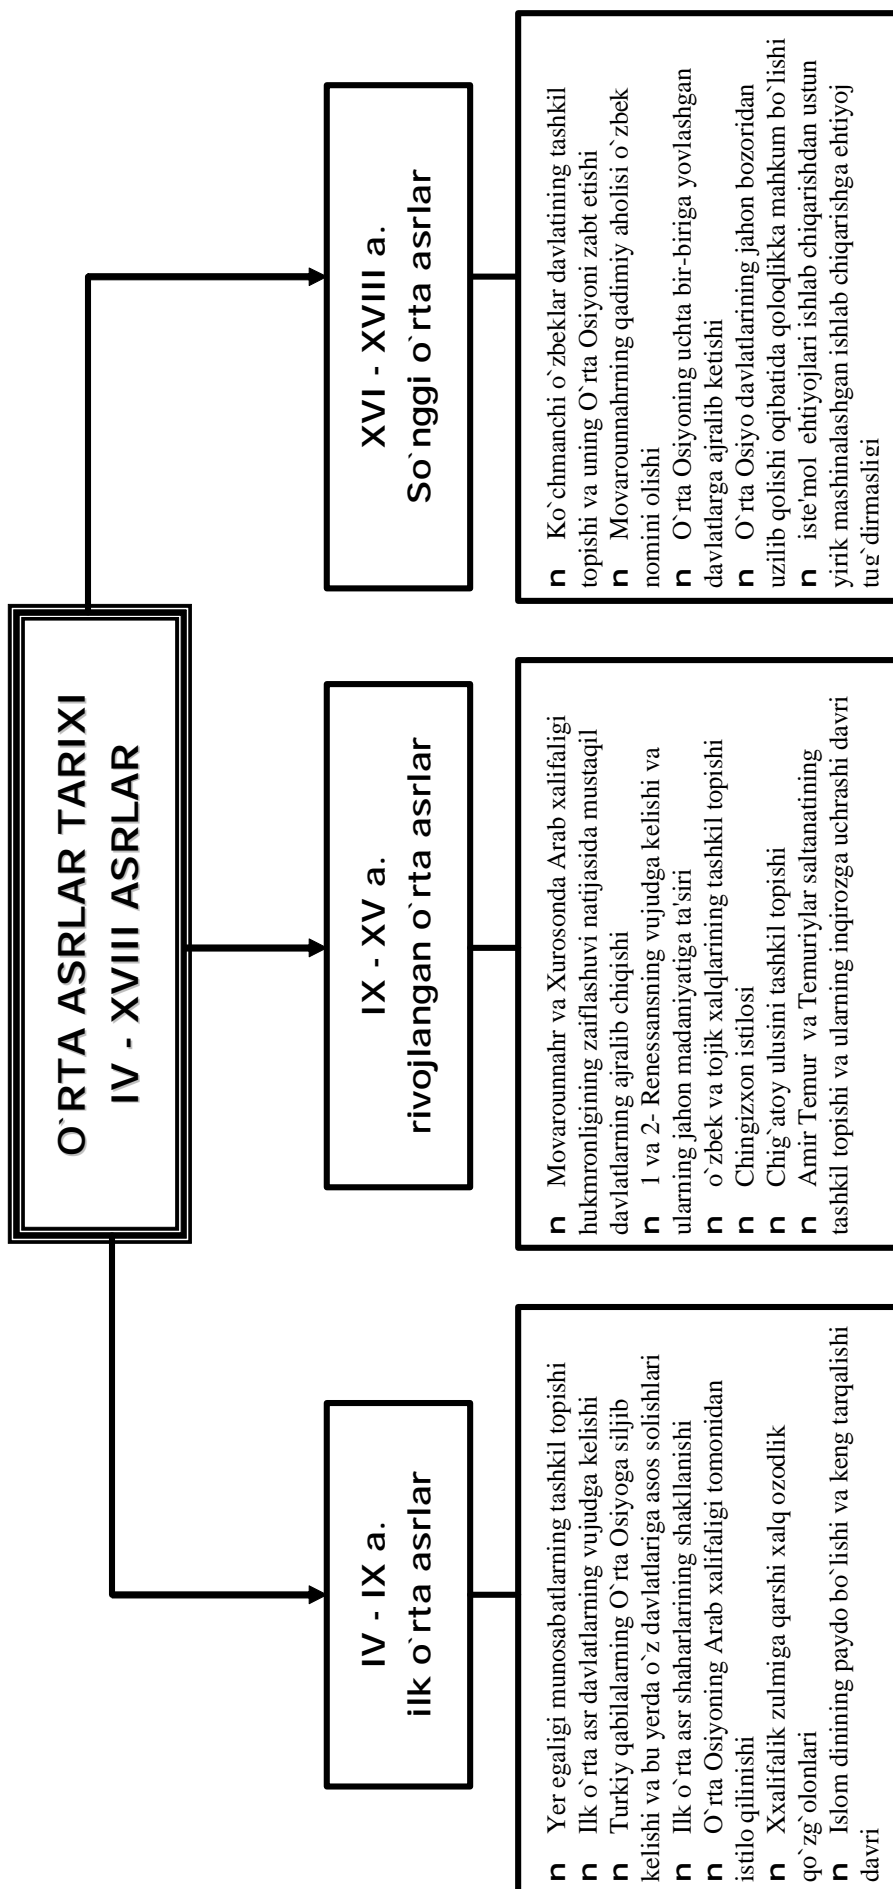 O`RTA ASRLAR TARIXI
IV - XVIII ASRLAR
IV - IX a.
ilk o`rta asrlar
n Yer egaligi munosabatlarning tashkil topishi
n Ilk o`rta asr davlatlarning vujudga kelishi
n Turkiy qabilalarning O`rta Osiyoga siljib
kelishi va bu yerda o`z davlatlariga asos solishlari
n Ilk o`rta asr shaharlarining shakllanishi
n O`rta Osiyoning Arab xalifaligi tomonidan
istilo qilinishi
n Xxalifalik zulmiga qarshi xalq ozodlik
qo`zg`olonlari
n Islom dinining paydo bo`lishi va keng tarqalishi
davri
IX - XV a.
rivojlangan o`rta asrlar
n Movarounnahr va Xurosonda Arab xalifaligi
hukmronligining zaiflashuvi natijasida mustaqil
davlatlarning ajralib chiqishi
n 1 va 2- Renessansning vujudga kelishi va
ularning jahon madaniyatiga ta'siri
n o`zbek va tojik xalqlarining tashkil topishi
n Chingizxon istilosi
n Chig`atoy ulusini tashkil topishi
n Amir Temur va Temuriylar saltanatining
tashkil topishi va ularning inqirozga uchrashi davri
XVI - XVIII a.
So`nggi o`rta asrlar
n Ko`chmanchi o`zbeklar davlatining tashkil
topishi va uning O`rta Osiyoni zabt etishi
n Movarounnahrning qadimiy aholisi o`zbek
nomini olishi
n O`rta Osiyoning uchta bir-biriga yovlashgan
davlatlarga ajralib ketishi
n O`rta Osiyo davlatlarining jahon bozoridan
uzilib qolishi oqibatida qoloqlikka mahkum bo`lishi
n iste'mol ehtiyojlari ishlab chiqarishdan ustun
yirik mashinalashgan ishlab chiqarishga ehtiyoj
tug`dirmasligi